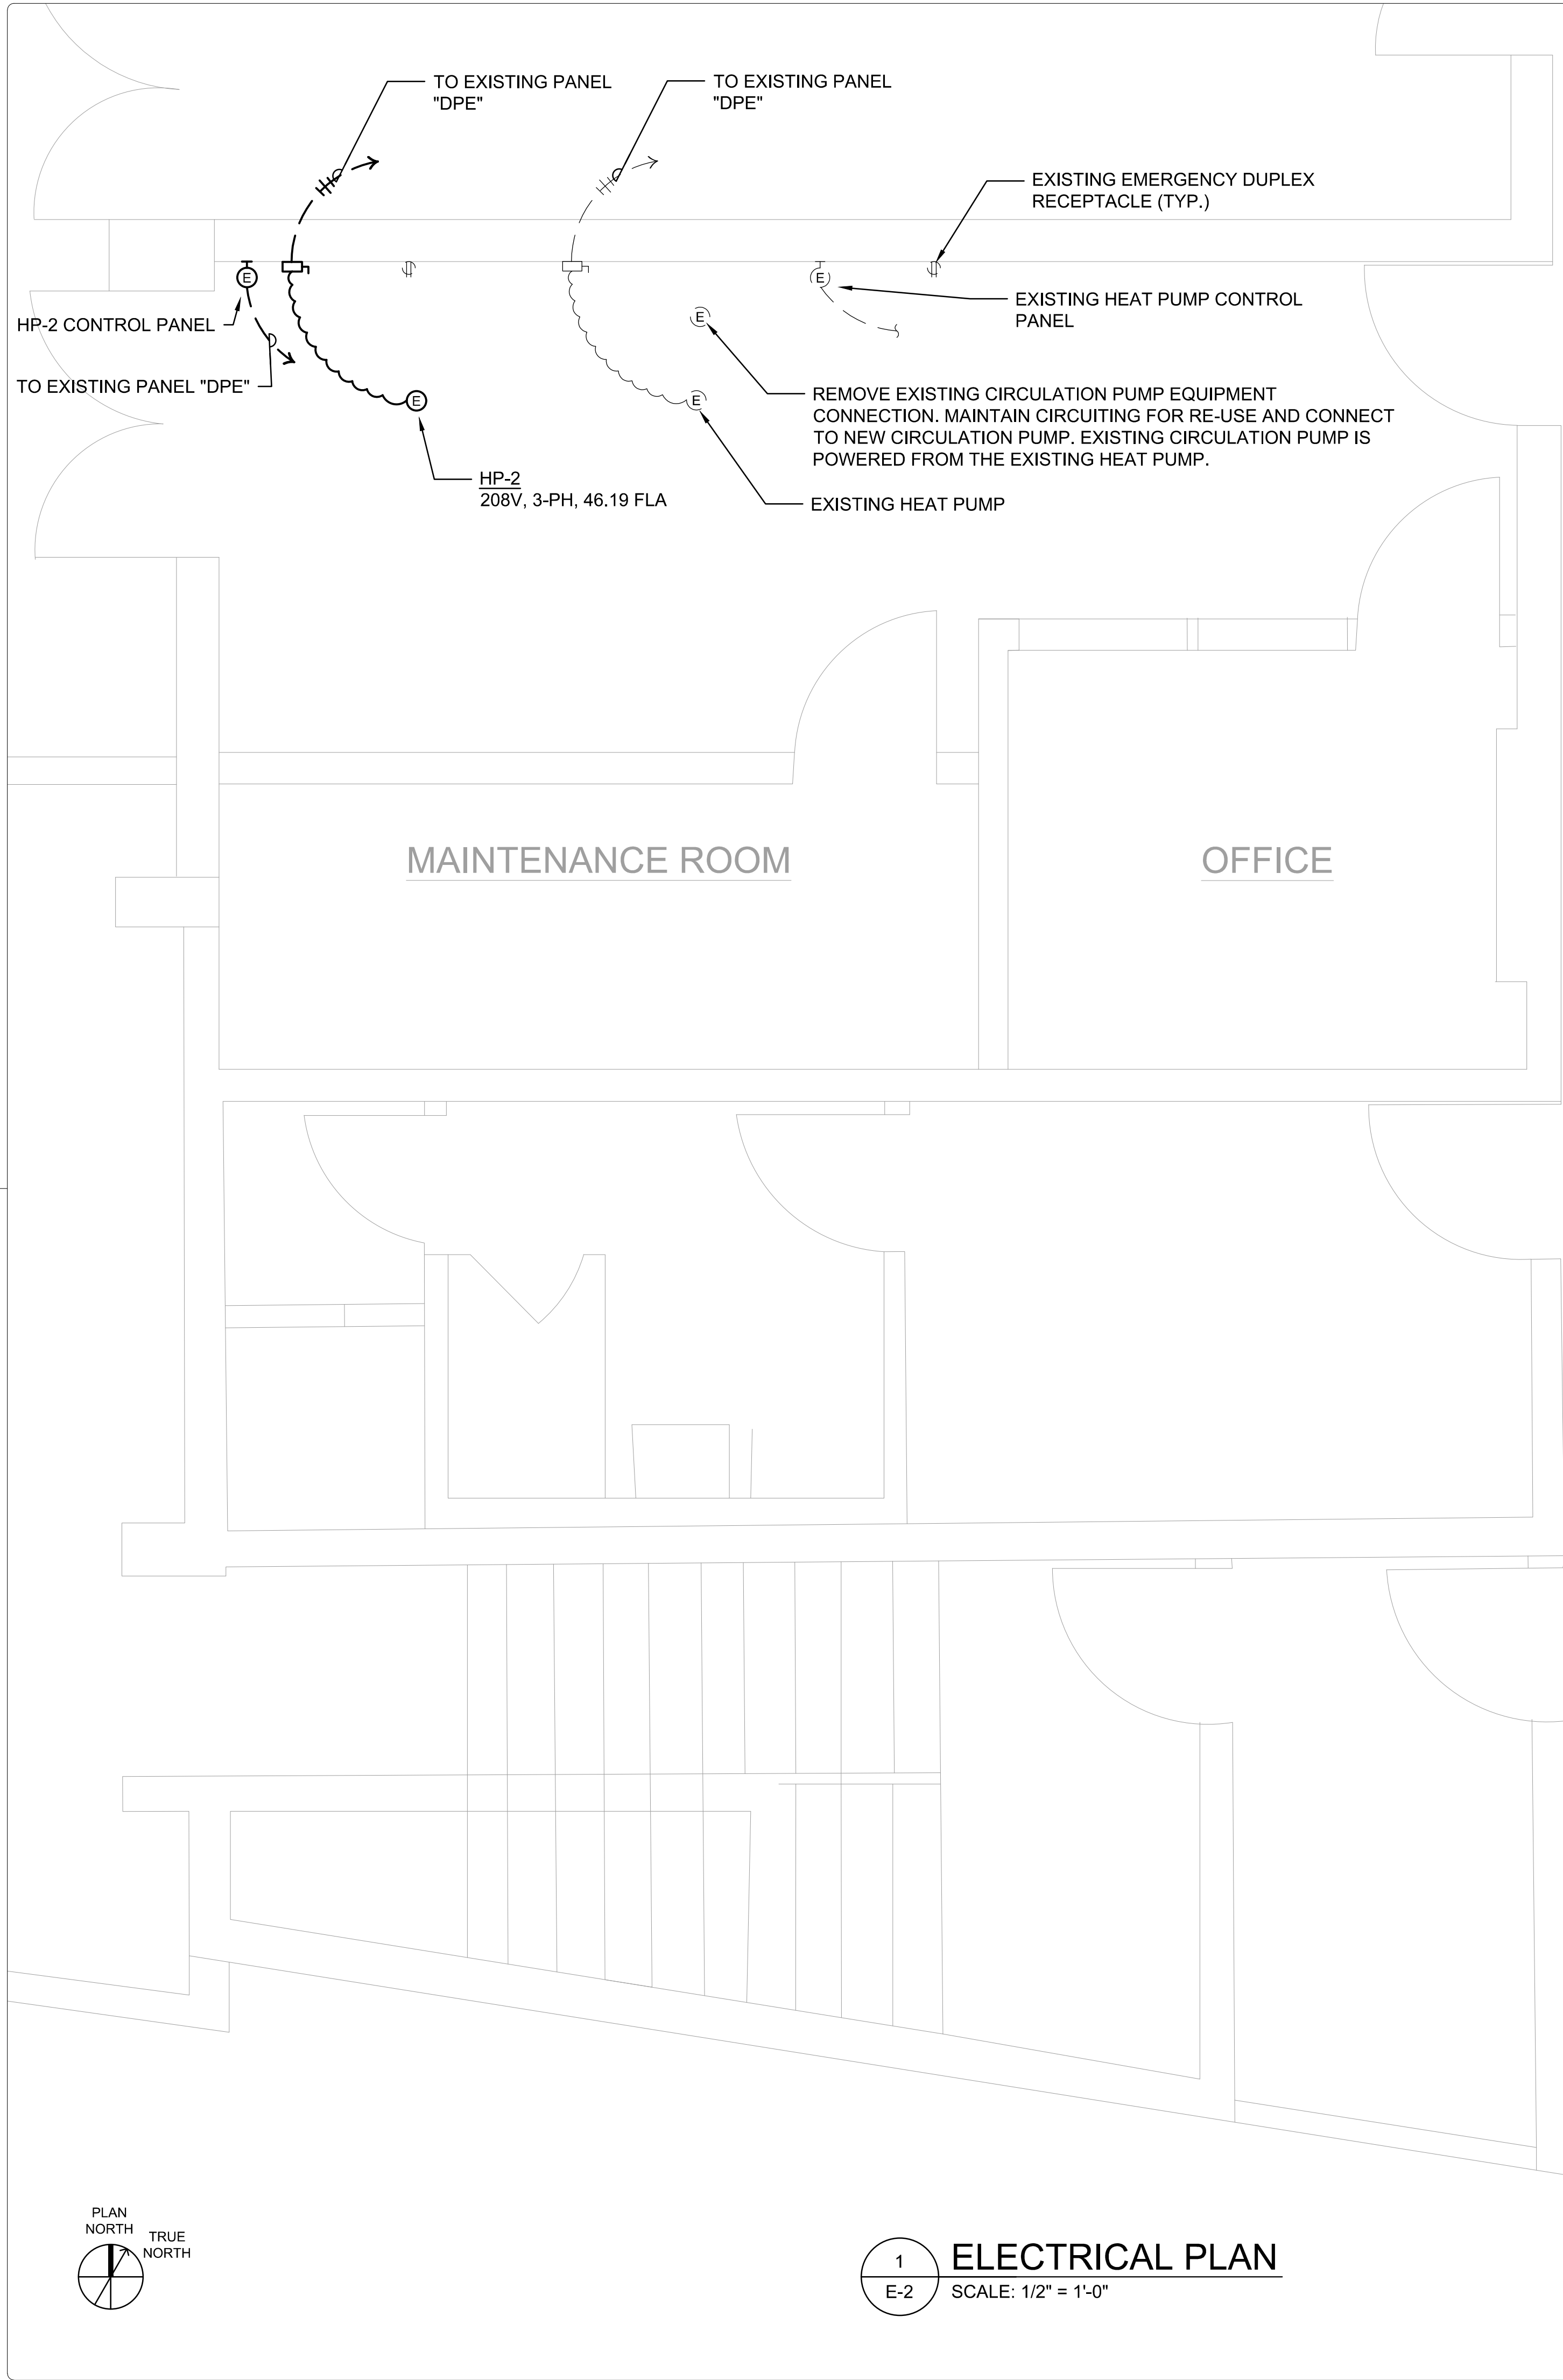 TO EXISTING PANEL
"DPE"
TO EXISTING PANEL
"DPE"
EXISTING EMERGENCY DUPLEX
RECEPTACLE (TYP.)
E
E
HP-2 CONTROL PANEL
EXISTING HEAT PUMP CONTROL
PANEL
E
TO EXISTING PANEL "DPE"
E
E
REMOVE EXISTING CIRCULATION PUMP EQUIPMENT
CONNECTION. MAINTAIN CIRCUITING FOR RE-USE AND CONNECT
TO NEW CIRCULATION PUMP. EXISTING CIRCULATION PUMP IS
POWERED FROM THE EXISTING HEAT PUMP.
HP-2
208V, 3-PH, 46.19 FLA
EXISTING HEAT PUMP
MAINTENANCE ROOM
OFFICE
PLAN
NORTH
TRUE
NORTH
1
E-2
ELECTRICAL PLAN
SCALE: 1/2" = 1'-0"